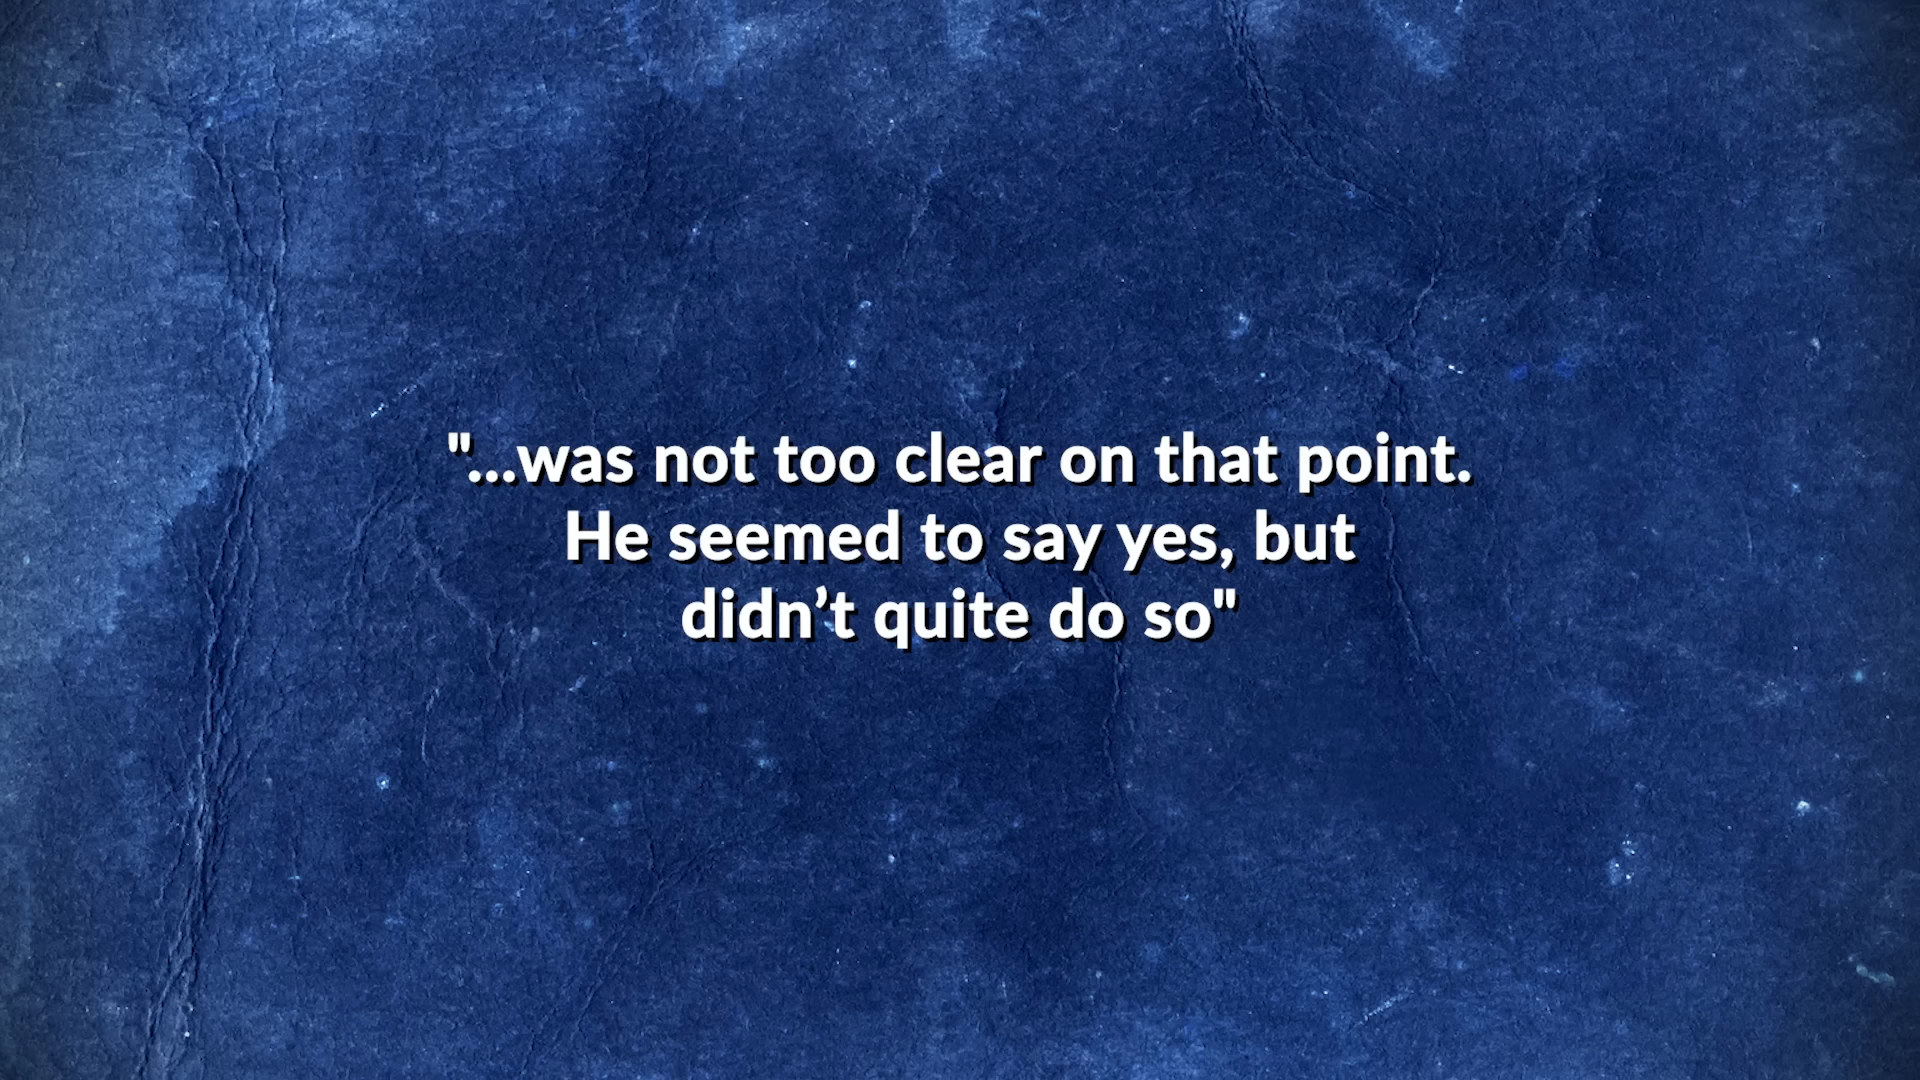 "...was not too clear on that point.
He seemed to say yes, but
didn’t quite do so"